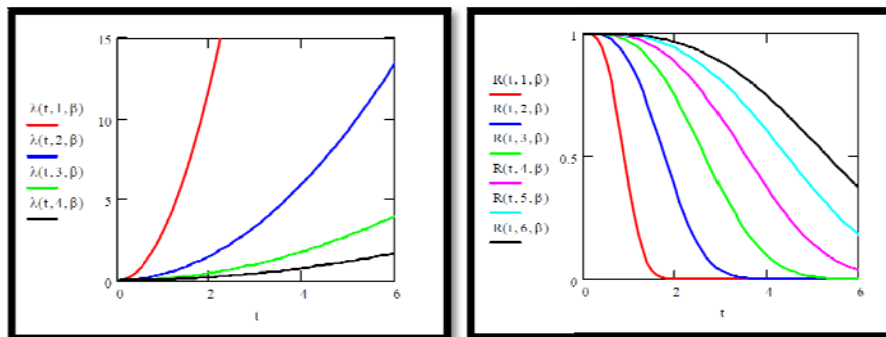 15
10
5
0
0
2
4
6
t
λ(t,1,β)
λ(t,2,β)
λ(t,3,β)
λ(t,4,β)
1
0.5
0
0
2
4
6
t
R(t,1,β)
R(t,2,β)
R(t,3,β)
R(t,4,β)
R(t,5,β)
R(t,6,β)